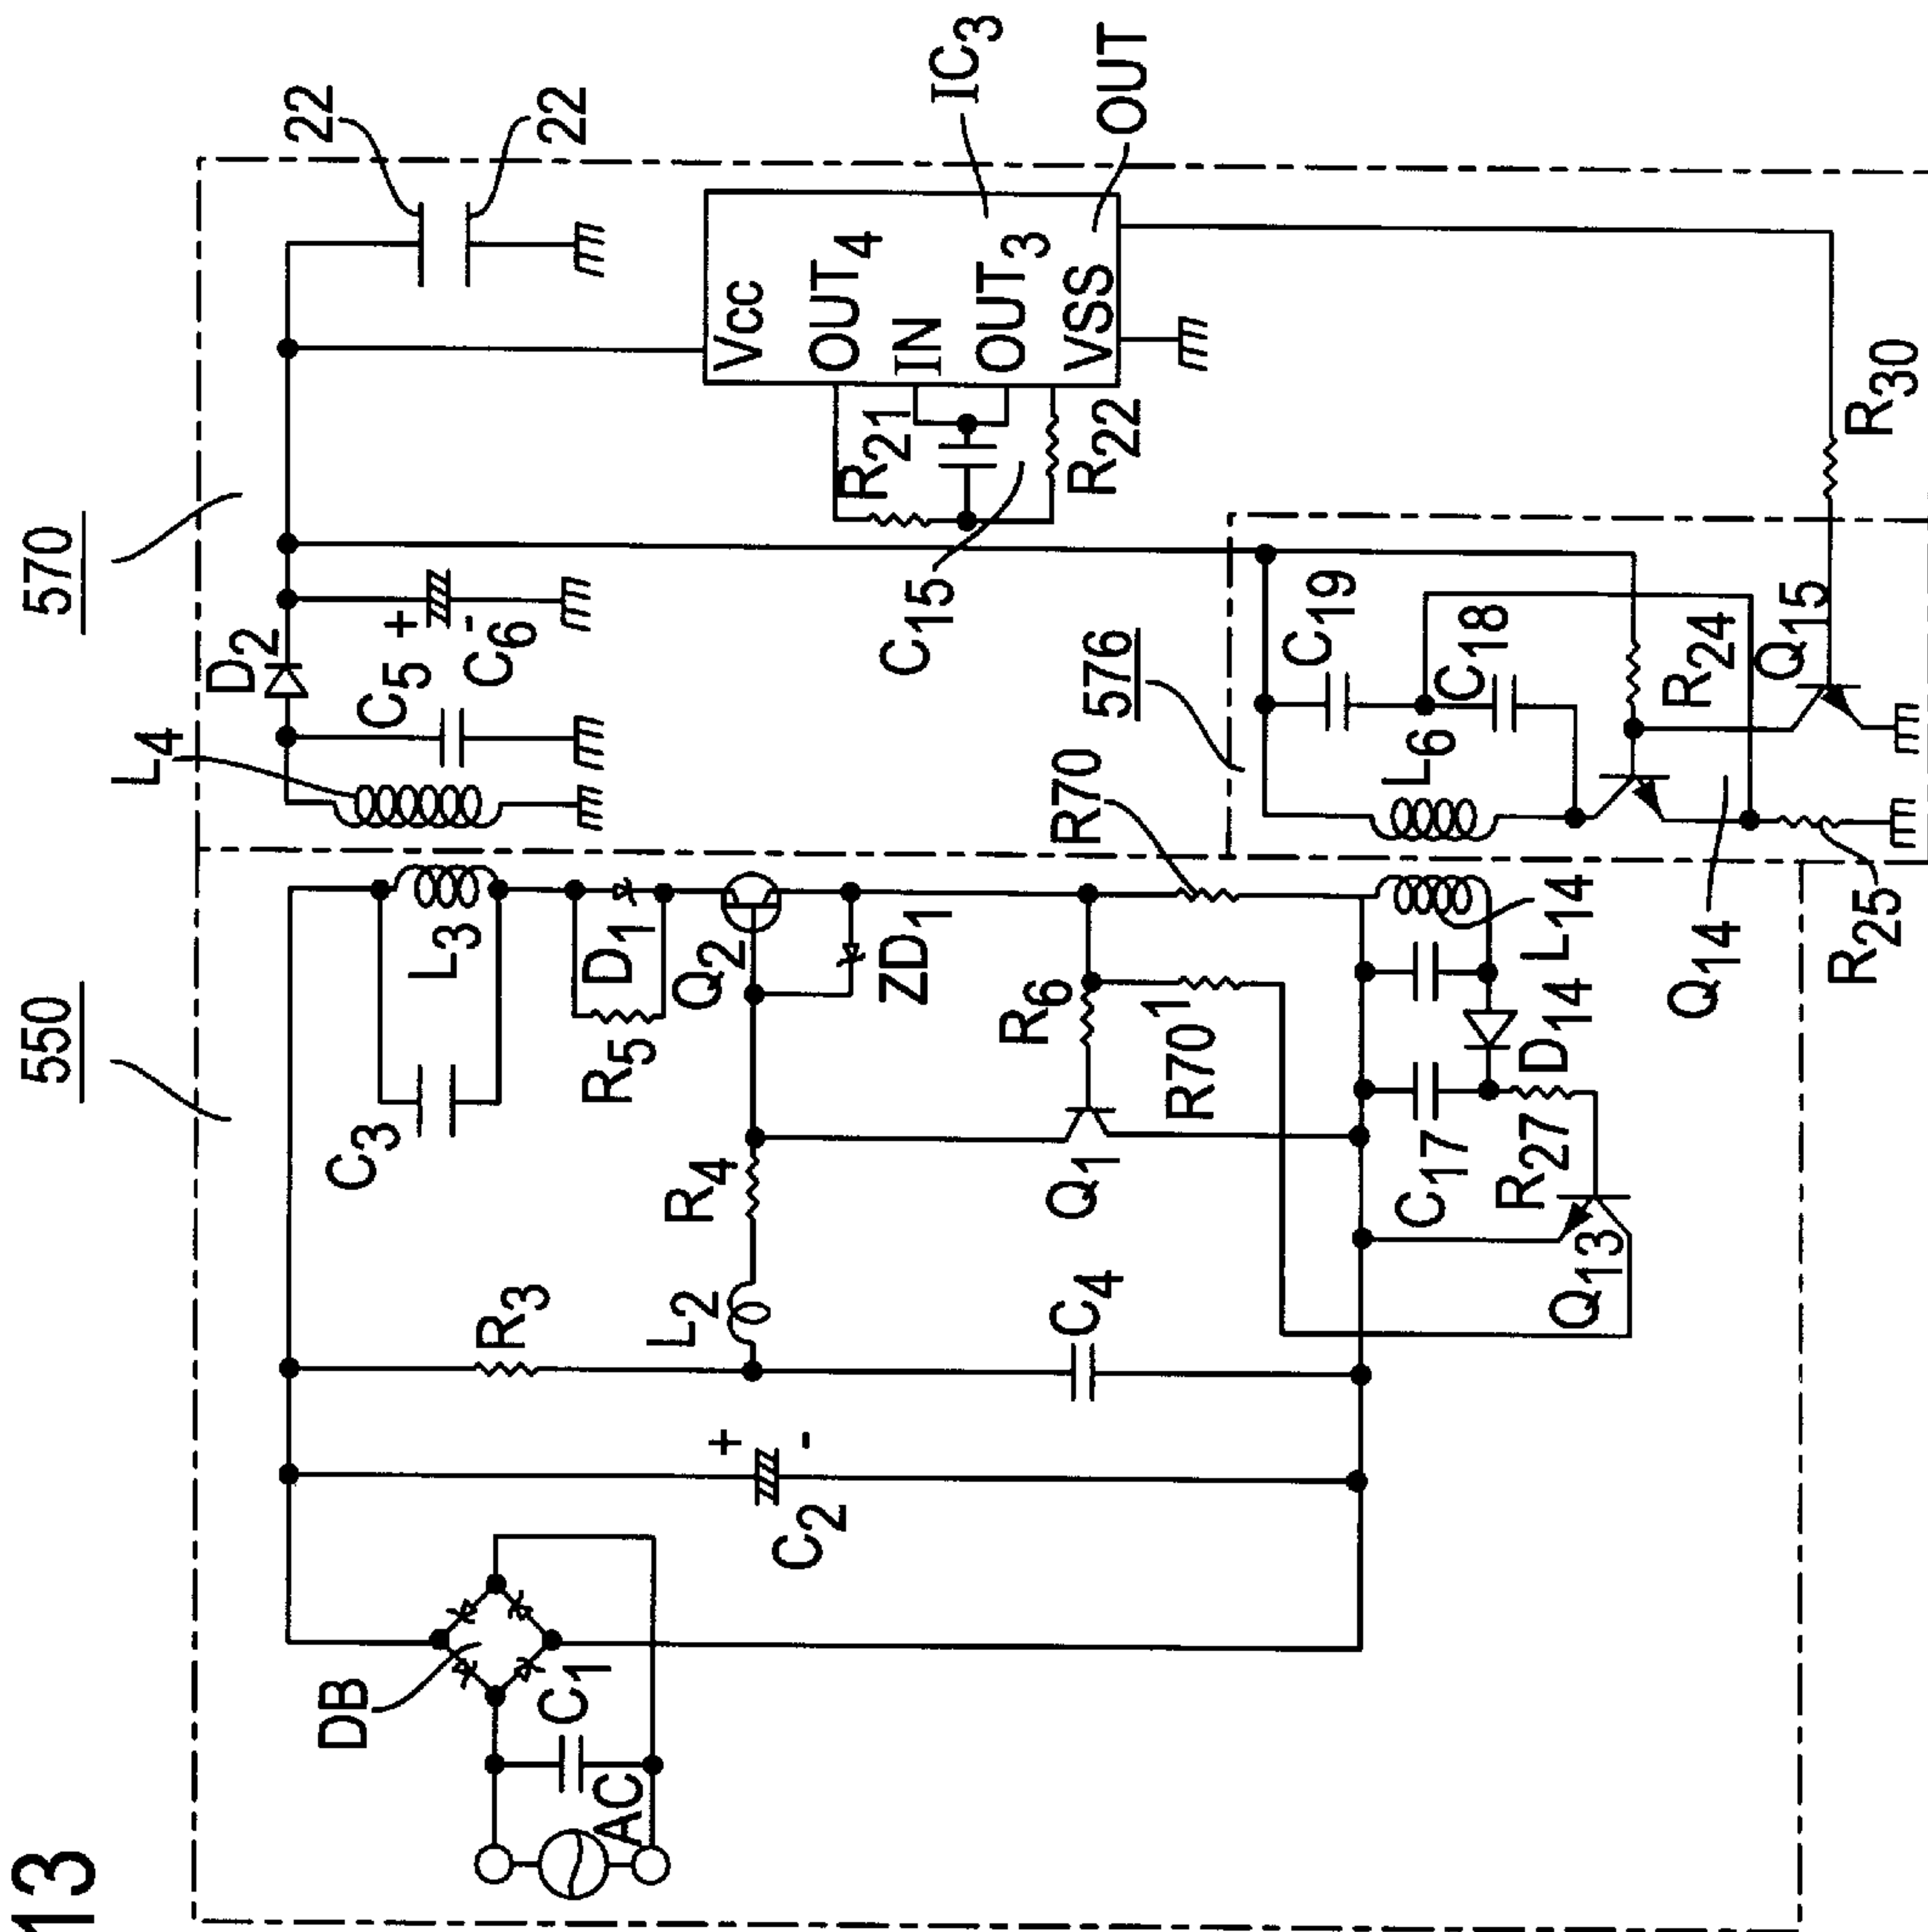 13
550
570
DB
C1
AC
C2
+
-
R3
L2
R4
C4
C3
L3
R5
D1
Q2
ZD1
R6
Q1
R701
R70
L14
D14
C17
R27
Q13
L4
D2
C5
+
-
C6
22
22
IC3
OUT
Vcc
OUT4
IN
OUT3
VSS
R21
C15
R22
576
C19
C18
L6
R24
Q15
R30
Q14
R25